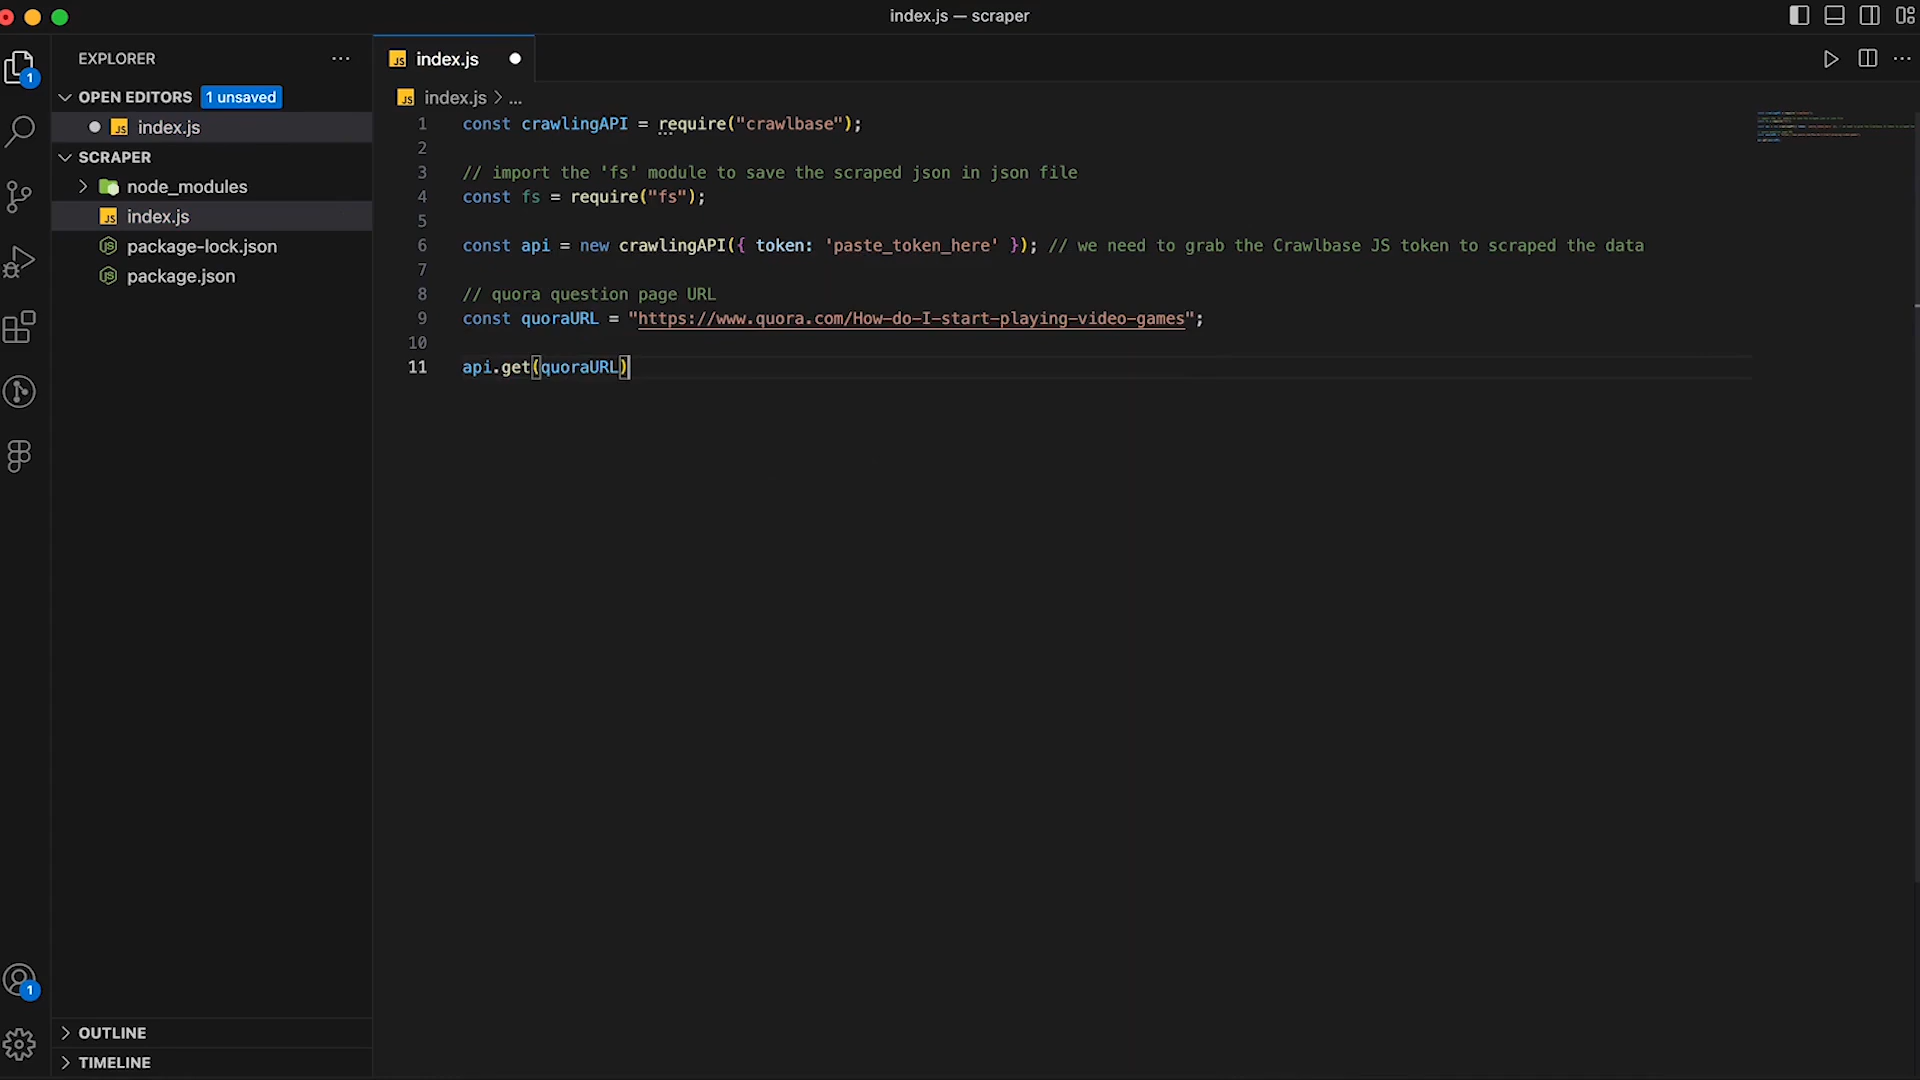 index.js — scraper
EXPLORER
index.js
OPEN EDITORS
1 unsaved
index.js > ...
index.js
SCRAPER
node_modules
index.js
package-lock.json
package.json
1 const crawlingAPI = require("crawlbase");
2
3 // import the 'fs' module to save the scraped json in json file
4 const fs = require("fs");
5
6 const api = new crawlingAPI({ token: 'paste_token_here' }); // we need to grab the Crawlbase JS token to scraped the data
7
8 // quora question page URL
9 const quoraURL = "https://www.quora.com/How-do-I-start-playing-video-games";
10
11 api.get(quoraURL)
1
1
OUTLINE
TIMELINE